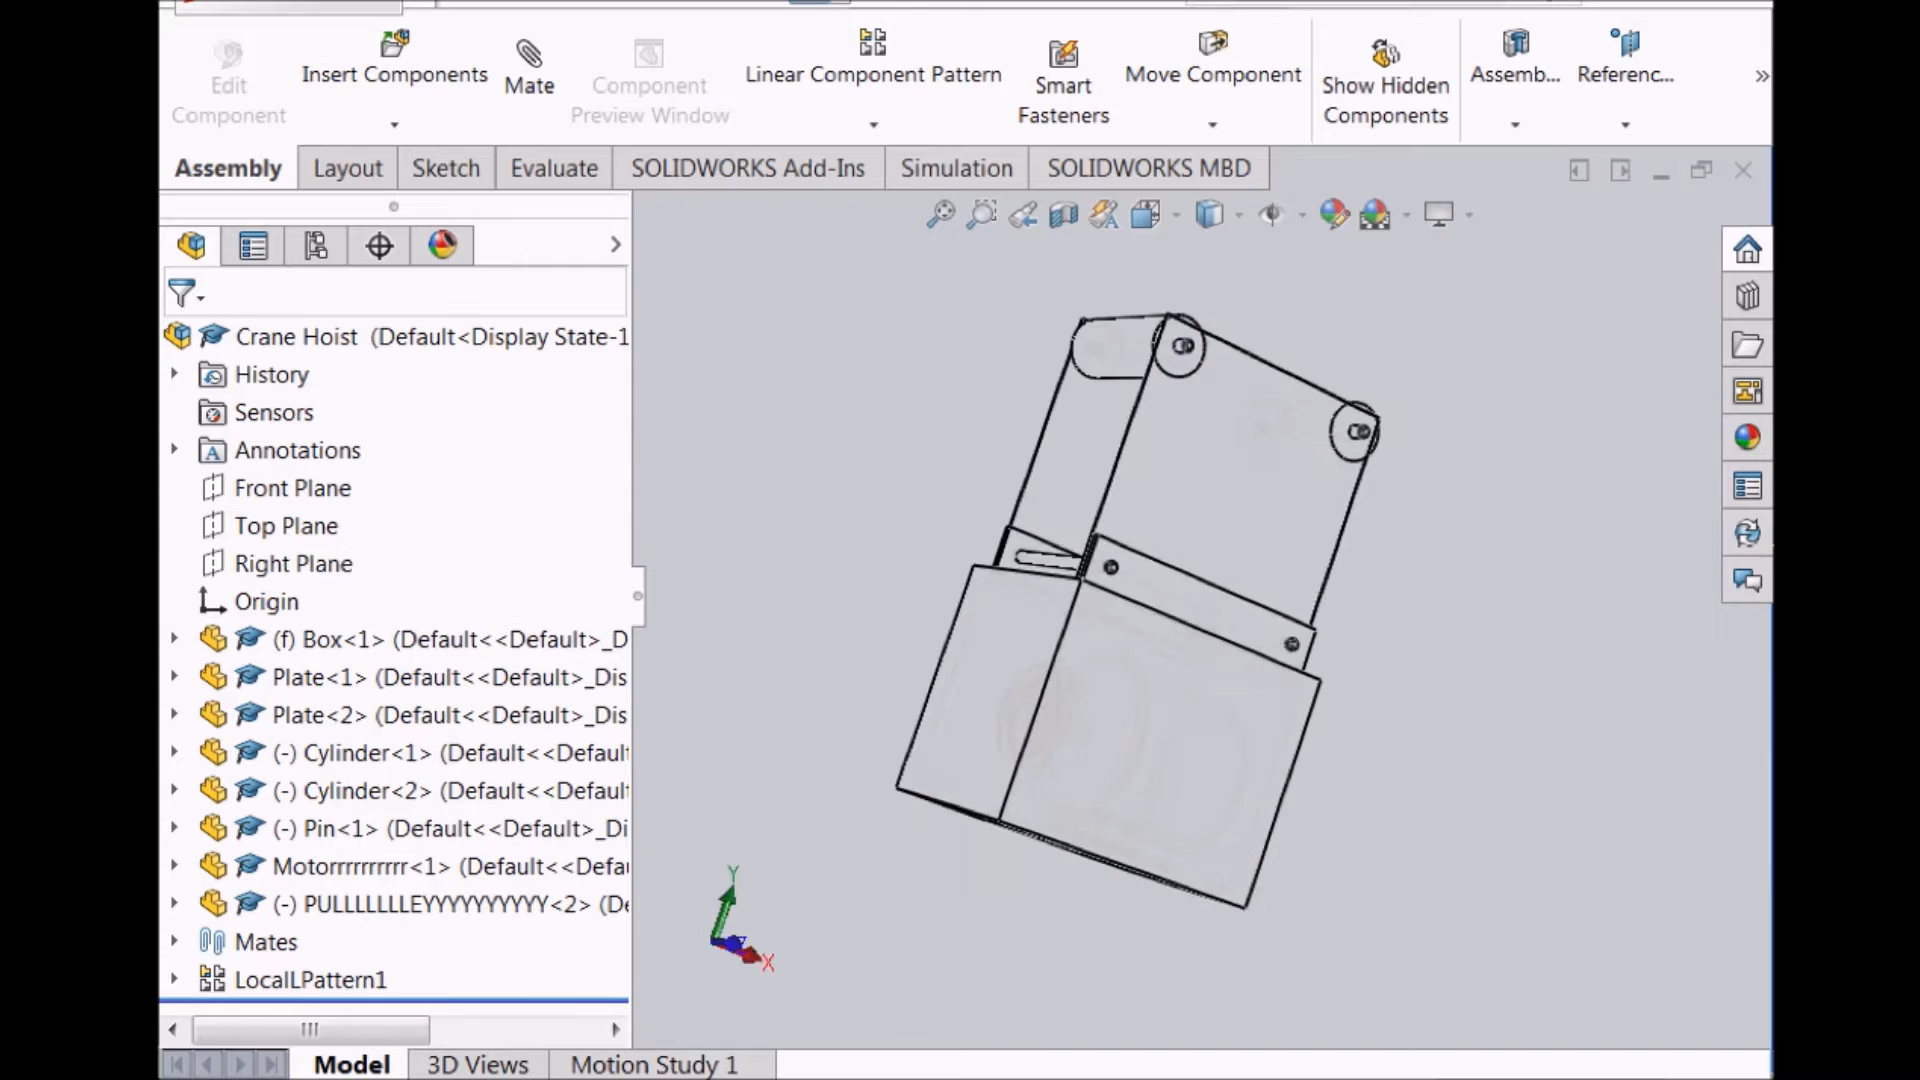 Edit
Component
Insert Components
Mate
Component
Preview Window
Linear Component Pattern
Smart
Fasteners
Move Component
Show Hidden
Components
Assemb...
Referenc...
»
Assembly
Layout
Sketch
Evaluate
SOLIDWORKS Add-Ins
Simulation
SOLIDWORKS MBD
Crane Hoist (Default<Display State-1
History
Sensors
Annotations
Front Plane
Top Plane
Right Plane
Origin
(f) Box<1> (Default<<Default>_D
Plate<1> (Default<<Default>_Dis
Plate<2> (Default<<Default>_Dis
(-) Cylinder<1> (Default<<Default
(-) Cylinder<2> (Default<<Default
(-) Pin<1> (Default<<Default>_Di
Motorrrrrrrrrr<1> (Default<<Defa
(-) PULLLLLLLEYYYYYYYYYY<2> (De
Mates
LocalLPattern1
Y
X
Model
3D Views
Motion Study 1